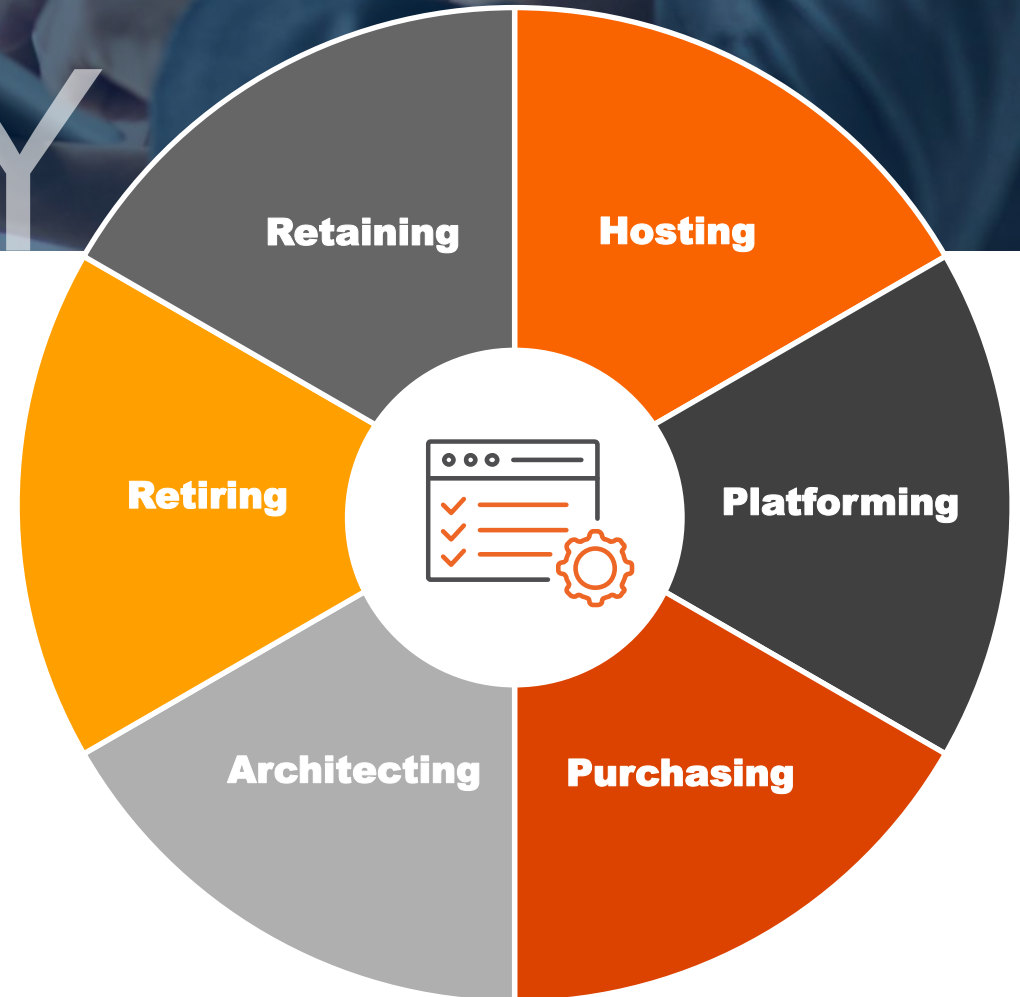 Y
Retaining
Hosting
Retiring
Platforming
Architecting
Purchasing